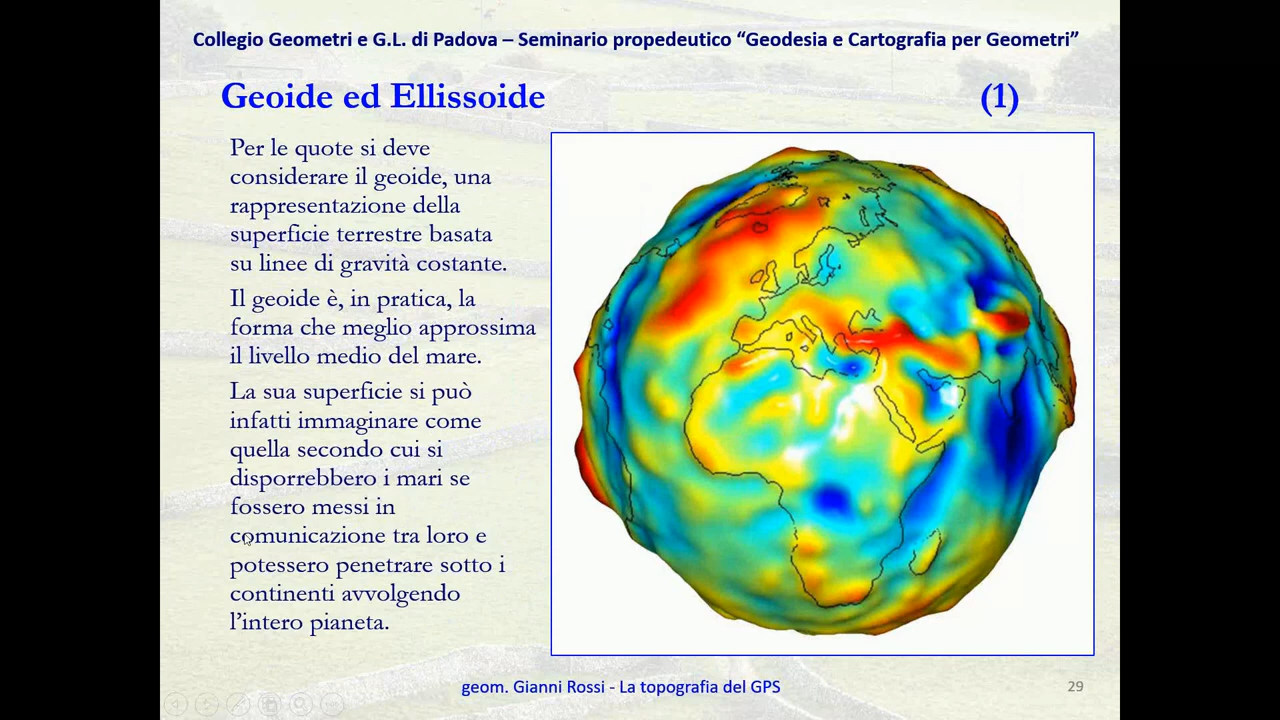 Collegio Geometri e G.L. di Padova – Seminario propedeutico “Geodesia e Cartografia per Geometri”
Geoide ed Ellissoide (1)
Per le quote si deve
considerare il geoide, una
rappresentazione della
superficie terrestre basata
su linee di gravità costante.
Il geoide è, in pratica, la
forma che meglio approssima
il livello medio del mare.
La sua superficie si può
infatti immaginare come
quella secondo cui si
disporrebbero i mari se
fossero messi in
comunicazione tra loro e
potessero penetrare sotto i
continenti avvolgendo
l’intero pianeta.
geom. Gianni Rossi - La topografia del GPS
29